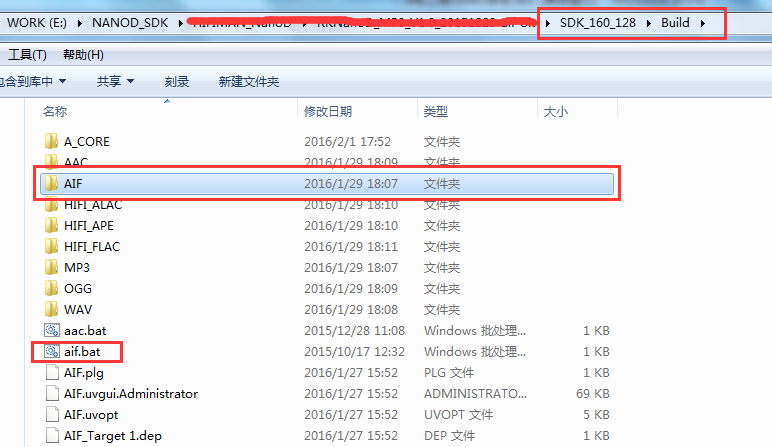 WORK (E:) NANOD_SDK SDK_160_128 Build
工具(T) 帮助(H)
包含到库中 共享 刻录 新建文件夹
名称 修改日期 类型 大小
A_CORE 2016/2/1 17:52 文件夹
AAC 2016/1/29 18:09 文件夹
AIF 2016/1/29 18:07 文件夹
HIFI_ALAC 2016/1/29 18:10 文件夹
HIFI_APE 2016/1/29 18:10 文件夹
HIFI_FLAC 2016/1/29 18:11 文件夹
MP3 2016/1/29 18:07 文件夹
OGG 2016/1/29 18:10 文件夹
WAV 2016/1/29 18:08 文件夹
aac.bat 2015/12/28 11:08 Windows 批处理... 1 KB
aif.bat 2015/10/17 12:32 Windows 批处理... 1 KB
AIF.plg 2016/1/27 15:52 PLG 文件 1 KB
AIF.uvgui.Administrator 2016/1/27 15:52 ADMINISTRATO... 69 KB
AIF.uvopt 2016/1/27 15:52 UVOPT 文件 5 KB
AIF_Target 1.dep 2016/1/27 15:52 DEP 文件 1 KB